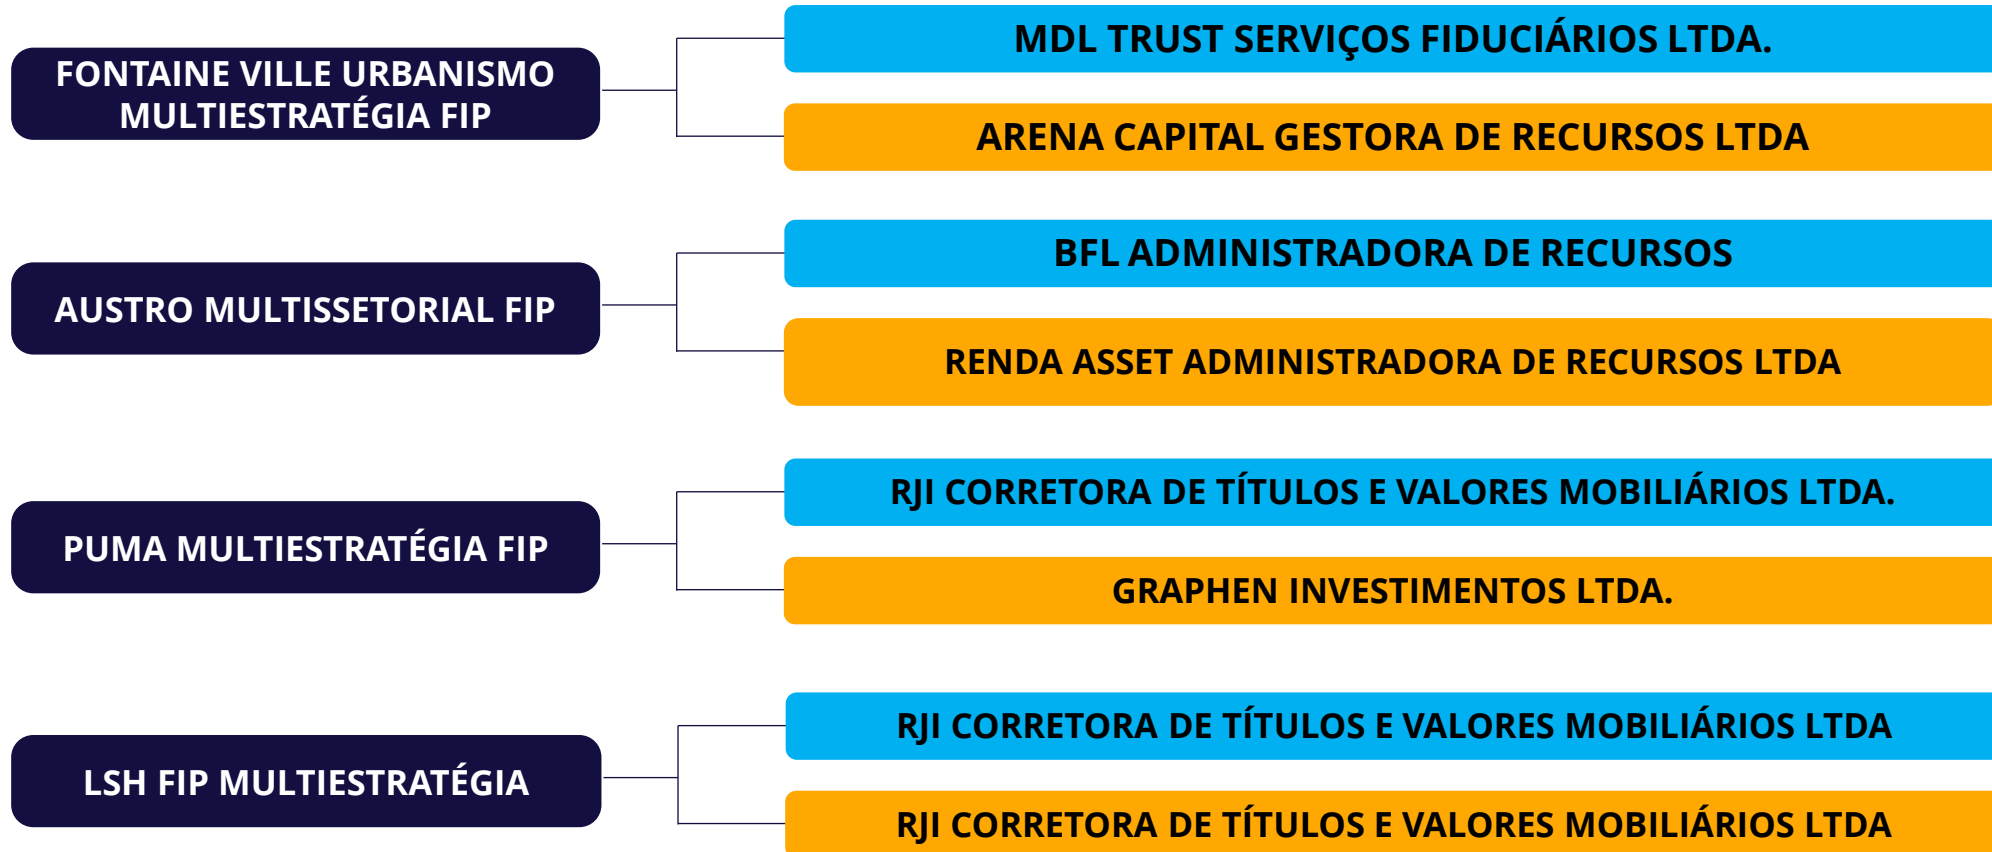 FONTAINE VILLE URBANISMO
MULTIESTRATÉGIA FIP
MDL TRUST SERVIÇOS FIDUCIÁRIOS LTDA.
ARENA CAPITAL GESTORA DE RECURSOS LTDA
AUSTRO MULTISSETORIAL FIP
BFL ADMINISTRADORA DE RECURSOS
RENDA ASSET ADMINISTRADORA DE RECURSOS LTDA
PUMA MULTIESTRATÉGIA FIP
RJI CORRETORA DE TÍTULOS E VALORES MOBILIÁRIOS LTDA.
GRAPHEN INVESTIMENTOS LTDA.
LSH FIP MULTIESTRATÉGIA
RJI CORRETORA DE TÍTULOS E VALORES MOBILIÁRIOS LTDA
RJI CORRETORA DE TÍTULOS E VALORES MOBILIÁRIOS LTDA